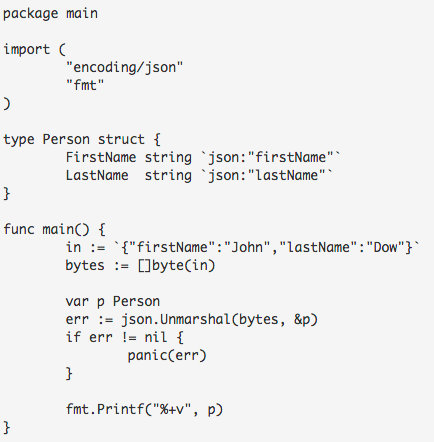 package main
import (
"encoding/json"
"fmt"
)
type Person struct {
FirstName string `json:"firstName"`
LastName  string `json:"lastName"`
}
func main() {
in := `{"firstName":"John","lastName":"Dow"}`
bytes := []byte(in)
var p Person
err := json.Unmarshal(bytes, &p)
if err != nil {
panic(err)
}
fmt.Printf("%+v", p)
}